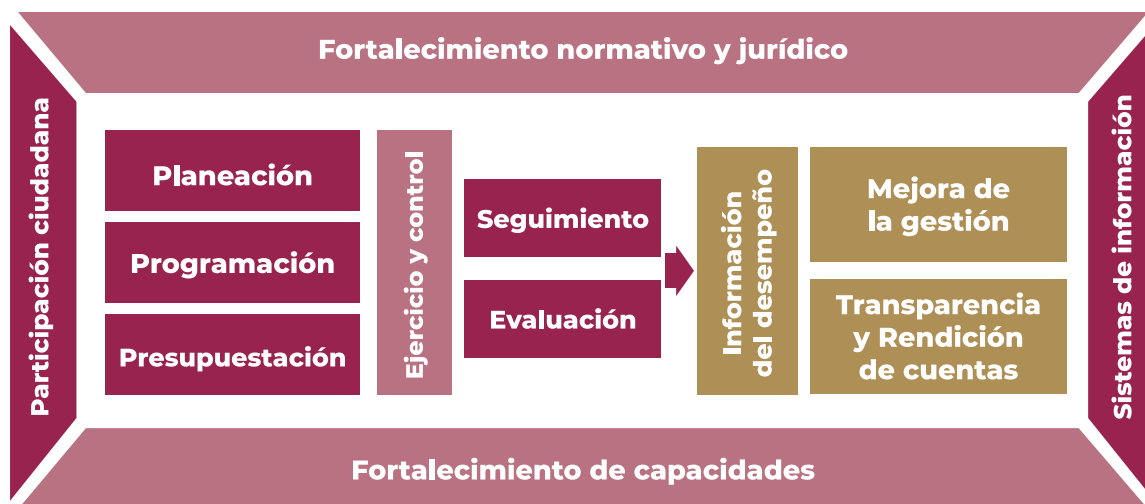 Fortalecimiento normativo y jurídico
Participación ciudadana
Planeación
Programación
Presupuestación
Ejercicio y control
Seguimiento
Evaluación
Información
del desempeño
Mejora de
la gestión
Transparencia
y Rendición
de cuentas
Sistemas de información
Fortalecimiento de capacidades